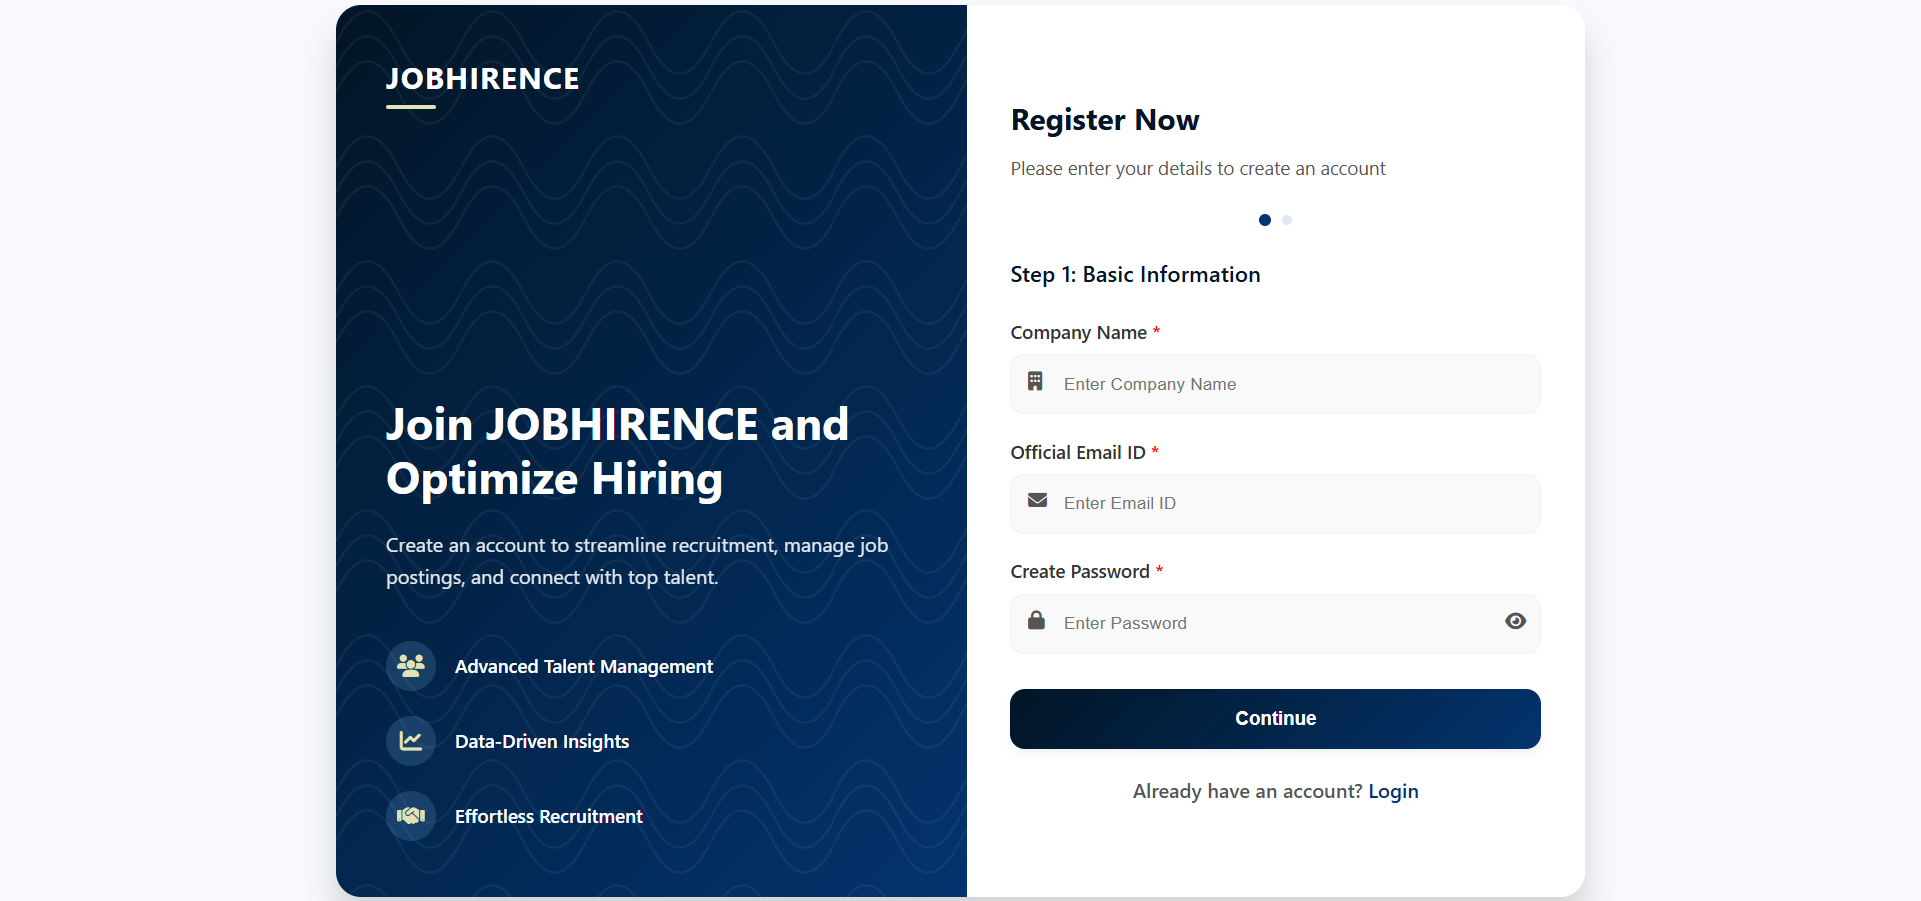 JOBHIRENCE
Join JOBHIRENCE and
Optimize Hiring
Create an account to streamline recruitment, manage job
postings, and connect with top talent.
Advanced Talent Management
Data-Driven Insights
Effortless Recruitment
Register Now
Please enter your details to create an account
Step 1: Basic Information
Company Name *
Enter Company Name
Official Email ID *
Enter Email ID
Create Password *
Enter Password
Continue
Already have an account? Login